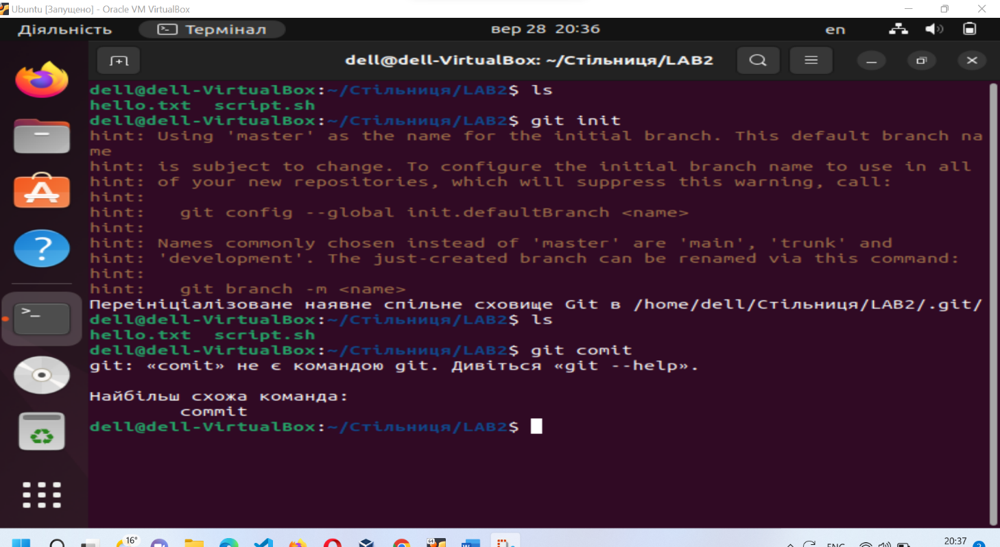 Ubuntu [Запущено] - Oracle VM VirtualBox
Діяльність Термінал вер 28 20:36 en
dell@dell-VirtualBox: ~/Стільниця/LAB2
dell@dell-VirtualBox:~/Стільниця/LAB2$ ls
hello.txt  script.sh
dell@dell-VirtualBox:~/Стільниця/LAB2$ git init
hint: Using 'master' as the name for the initial branch. This default branch na
me
hint: is subject to change. To configure the initial branch name to use in all
hint: of your new repositories, which will suppress this warning, call:
hint:
hint:   git config --global init.defaultBranch <name>
hint:
hint: Names commonly chosen instead of 'master' are 'main', 'trunk' and
hint: 'development'. The just-created branch can be renamed via this command:
hint:
hint:   git branch -m <name>
Переініціалізоване наявне спільне сховище Git в /home/dell/Стільниця/LAB2/.git/
dell@dell-VirtualBox:~/Стільниця/LAB2$ ls
hello.txt  script.sh
dell@dell-VirtualBox:~/Стільниця/LAB2$ git comit
git: «comit» не є командою git. Дивіться «git --help».
Найбільш схожа команда:
        commit
dell@dell-VirtualBox:~/Стільниця/LAB2$
16° 64 ENG 20:37 2